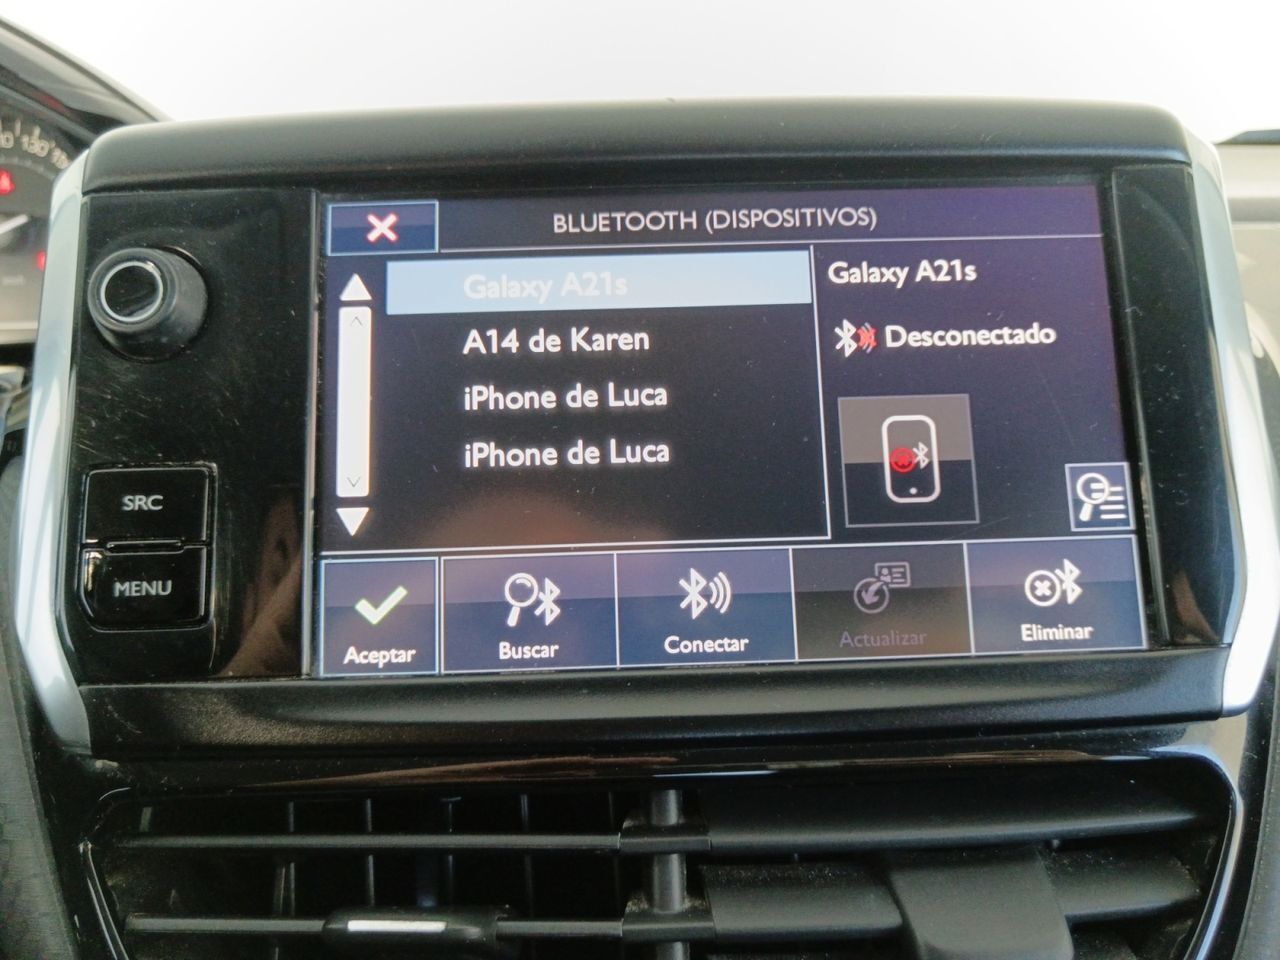 BLUETOOTH (DISPOSITIVOS)
Galaxy A21s
A14 de Karen
iPhone de Luca
iPhone de Luca
Galaxy A21s
Desconectado
SRC
MENU
Aceptar
Buscar
Conectar
Actualizar
Eliminar
130